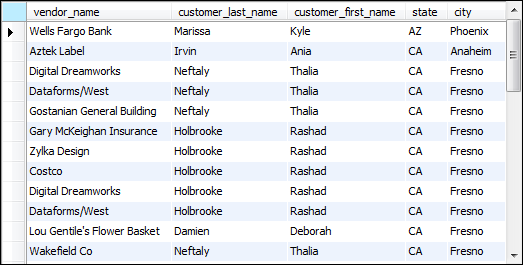 vendor_name customer_last_name customer_first_name state city
Wells Fargo Bank Marissa Kyle AZ Phoenix
Aztek Label Irvin Ania CA Anaheim
Digital Dreamworks Neftaly Thalia CA Fresno
Dataforms/West Neftaly Thalia CA Fresno
Gostanian General Building Neftaly Thalia CA Fresno
Gary McKeighan Insurance Holbrooke Rashad CA Fresno
Zylka Design Holbrooke Rashad CA Fresno
Costco Holbrooke Rashad CA Fresno
Digital Dreamworks Holbrooke Rashad CA Fresno
Dataforms/West Holbrooke Rashad CA Fresno
Lou Gentile's Flower Basket Damien Deborah CA Fresno
Wakefield Co Neftaly Thalia CA Fresno